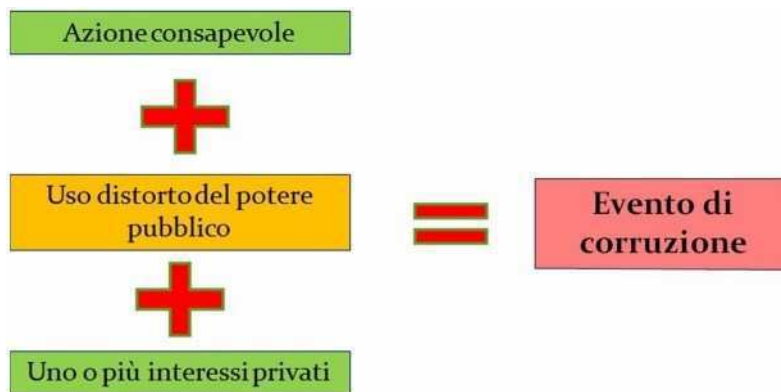 Azione consapevole
Uso distorto del potere
pubblico
Evento di
corruzione
Uno o più interessi privati